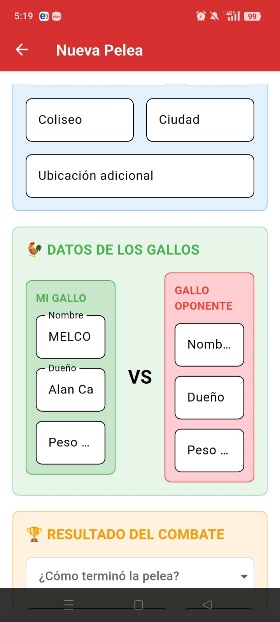 5:19
99
Nueva Pelea
Coliseo
Ciudad
Ubicación adicional
DATOS DE LOS GALLOS
MI GALLO
Nombre
MELCO
Dueño
Alan Ca
Peso ...
VS
GALLO
OPONENTE
Nomb...
Dueño
Peso ...
RESULTADO DEL COMBATE
¿Cómo terminó la pelea?